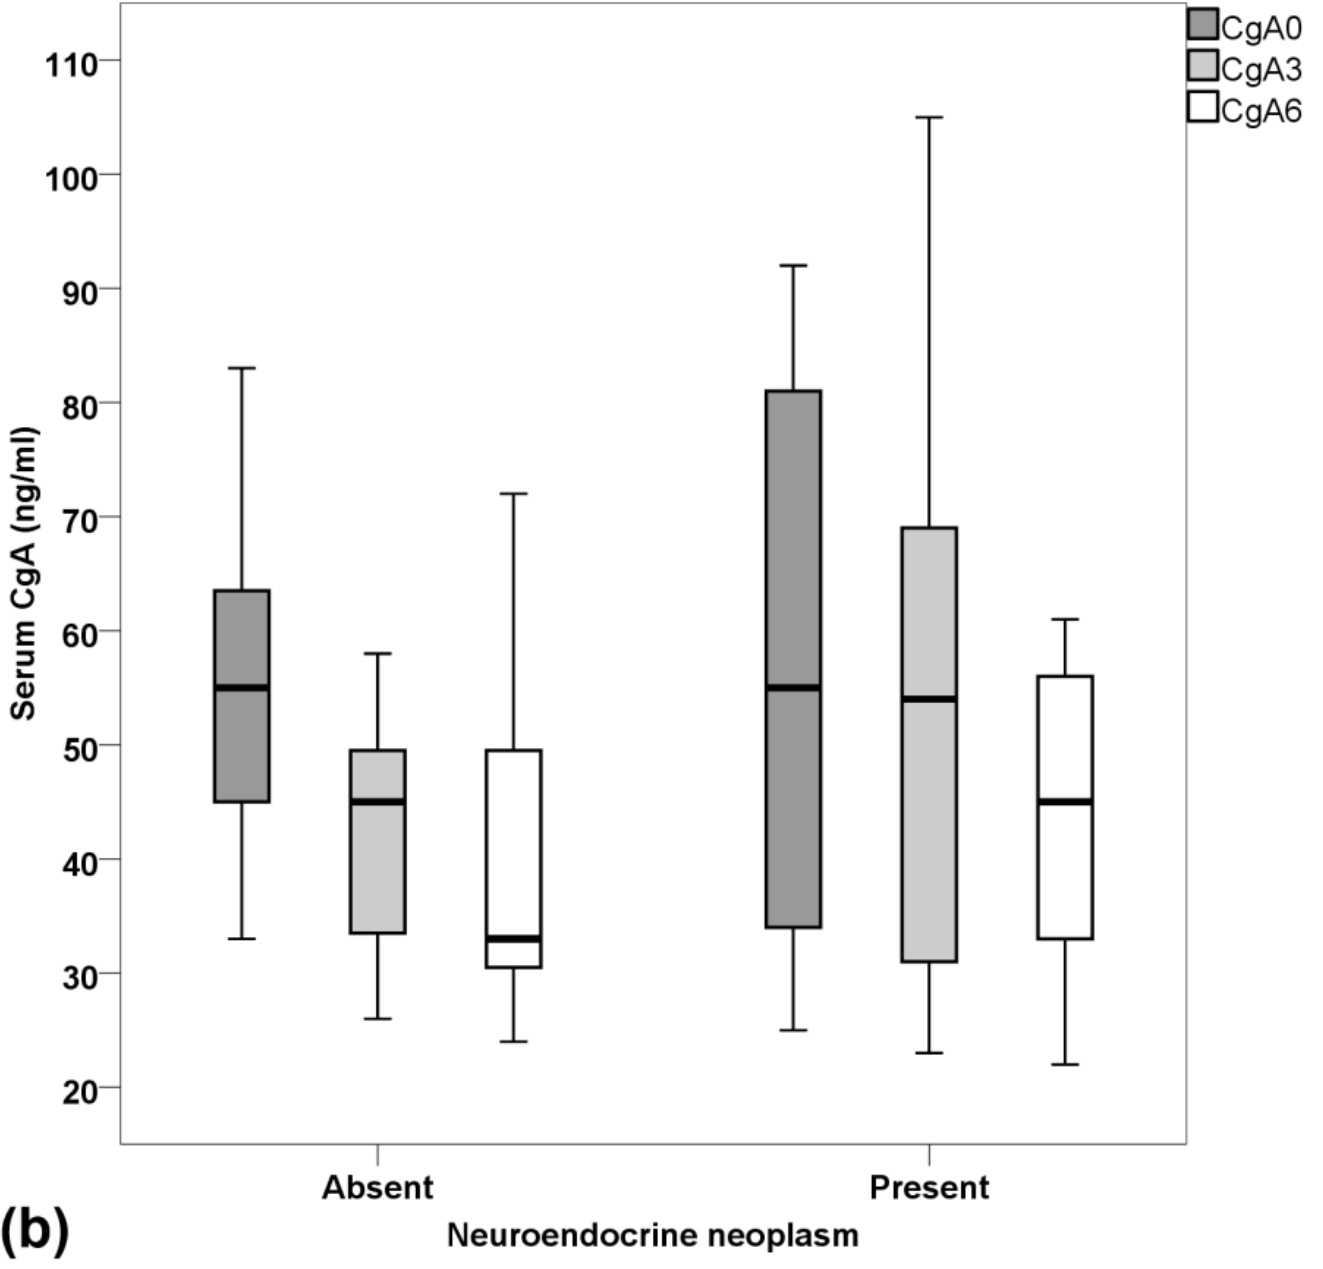 CgA0
CgA3
CgA6
110
100
90
80
70
60
50
40
30
20
Serum CgA (ng/ml)
Absent
Present
Neuroendocrine neoplasm
(b)